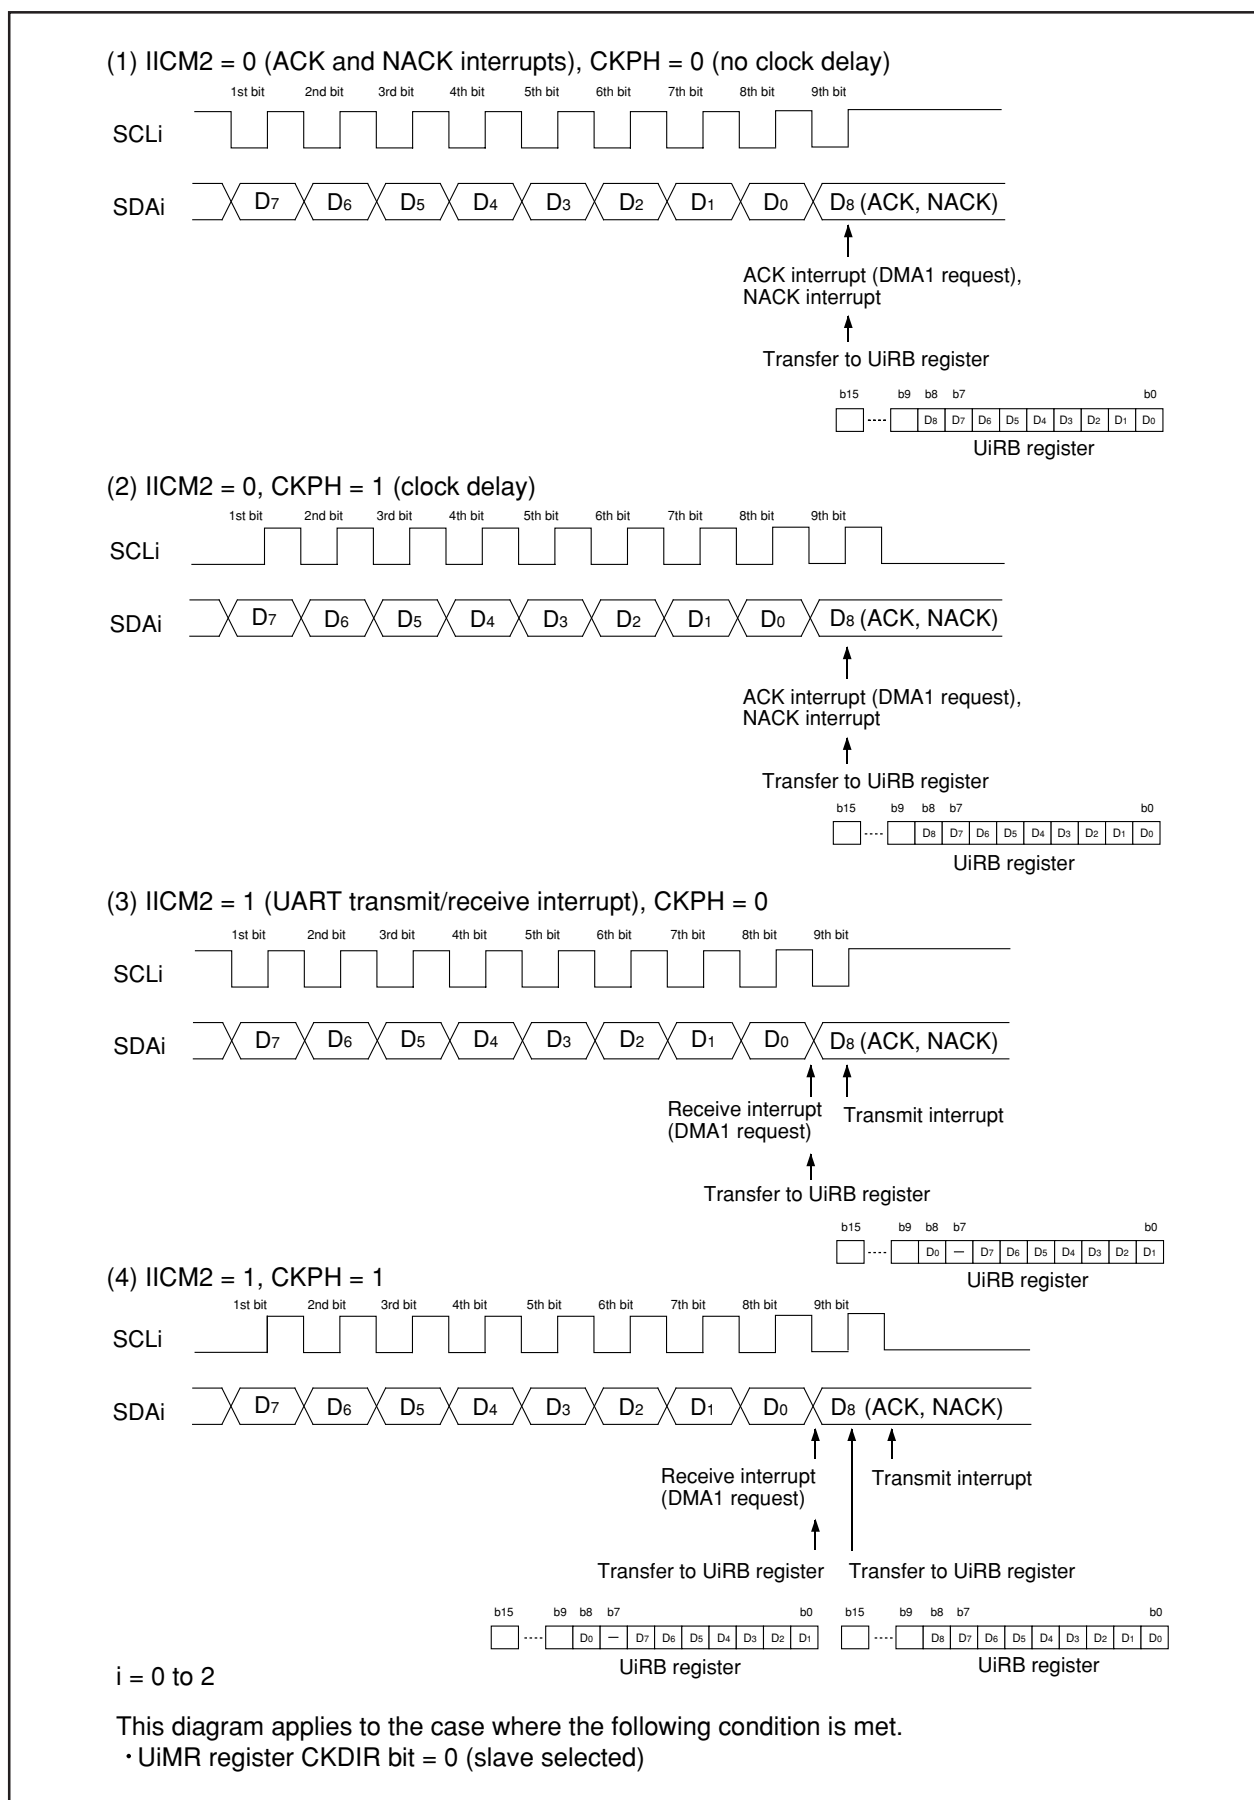 (1) IICM2 = 0 (ACK and NACK interrupts), CKPH = 0 (no clock delay)
1st bit 2nd bit 3rd bit 4th bit 5th bit 6th bit 7th bit 8th bit 9th bit
SCLi
SDAi D7 D6 D5 D4 D3 D2 D1 D0 D8 (ACK, NACK)
ACK interrupt (DMA1 request),
NACK interrupt
Transfer to UiRB register
b15 b9 b8 b7 b0
D8 D7 D6 D5 D4 D3 D2 D1 D0
UiRB register
(2) IICM2 = 0, CKPH = 1 (clock delay)
1st bit 2nd bit 3rd bit 4th bit 5th bit 6th bit 7th bit 8th bit 9th bit
SCLi
SDAi D7 D6 D5 D4 D3 D2 D1 D0 D8 (ACK, NACK)
ACK interrupt (DMA1 request),
NACK interrupt
Transfer to UiRB register
b15 b9 b8 b7 b0
D8 D7 D6 D5 D4 D3 D2 D1 D0
UiRB register
(3) IICM2 = 1 (UART transmit/receive interrupt), CKPH = 0
1st bit 2nd bit 3rd bit 4th bit 5th bit 6th bit 7th bit 8th bit 9th bit
SCLi
SDAi D7 D6 D5 D4 D3 D2 D1 D0 D8 (ACK, NACK)
Receive interrupt Transmit interrupt
(DMA1 request)
Transfer to UiRB register
b15 b9 b8 b7 b0
D0 — D7 D6 D5 D4 D3 D2 D1
UiRB register
(4) IICM2 = 1, CKPH = 1
1st bit 2nd bit 3rd bit 4th bit 5th bit 6th bit 7th bit 8th bit 9th bit
SCLi
SDAi D7 D6 D5 D4 D3 D2 D1 D0 D8 (ACK, NACK)
Receive interrupt Transmit interrupt
(DMA1 request)
Transfer to UiRB register Transfer to UiRB register
b15 b9 b8 b7 b0 b15 b9 b8 b7 b0
D0 — D7 D6 D5 D4 D3 D2 D1 D8 D7 D6 D5 D4 D3 D2 D1 D0
UiRB register UiRB register
i = 0 to 2
This diagram applies to the case where the following condition is met.
· UiMR register CKDIR bit = 0 (slave selected)